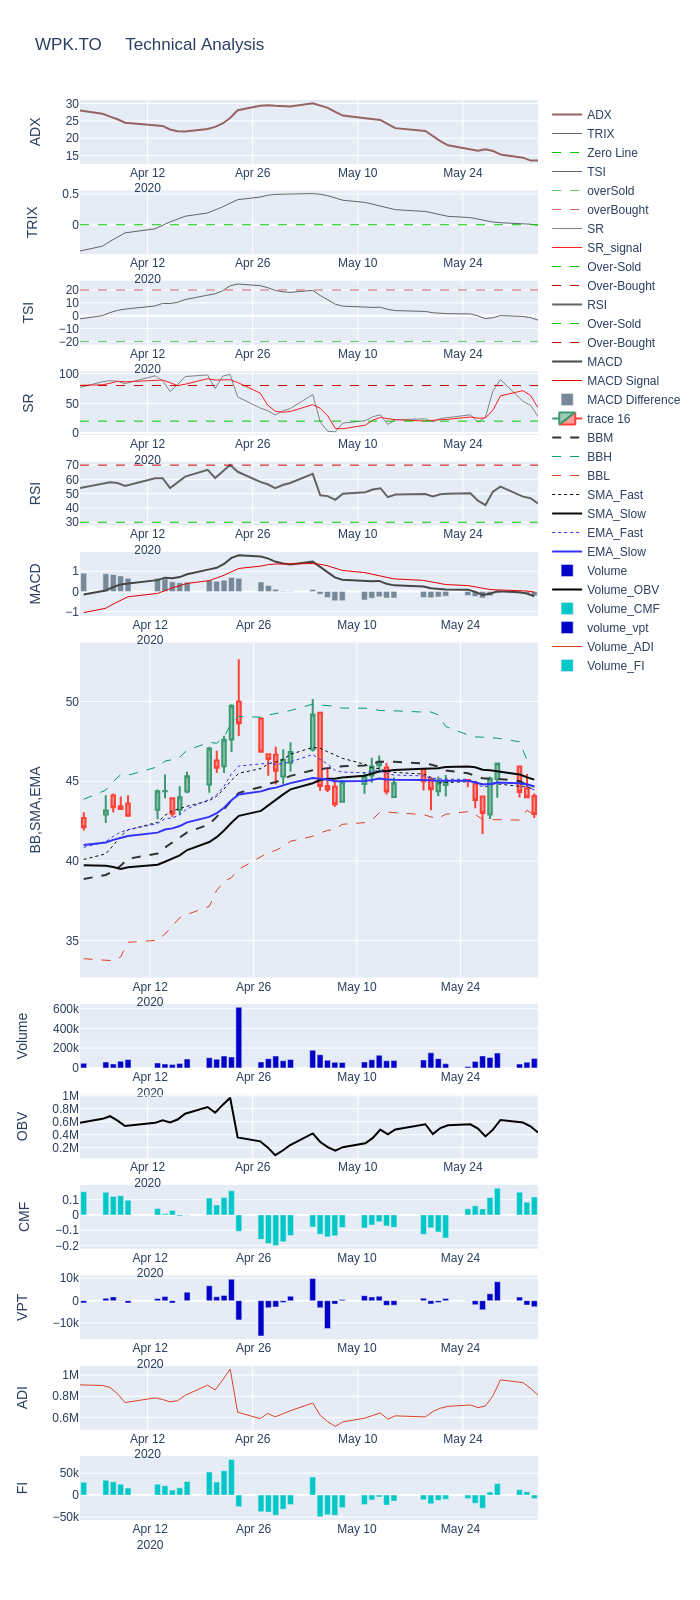 WPK.TO Technical Analysis
ADX
30
25
20
15
Apr 12
2020
Apr 26
May 10
May 24
TRIX
0.5
0
Apr 12
2020
Apr 26
May 10
May 24
TSI
20
10
0
−10
−20
Apr 12
2020
Apr 26
May 10
May 24
SR
100
50
0
Apr 12
2020
Apr 26
May 10
May 24
RSI
70
60
50
40
30
Apr 12
2020
Apr 26
May 10
May 24
MACD
1
0
−1
Apr 12
2020
Apr 26
May 10
May 24
BB,SMA,EMA
50
45
40
35
Apr 12
2020
Apr 26
May 10
May 24
Volume
600k
400k
200k
0
Apr 12
2020
Apr 26
May 10
May 24
OBV
1M
0.8M
0.6M
0.4M
0.2M
Apr 12
2020
Apr 26
May 10
May 24
CMF
0.1
0
−0.1
−0.2
Apr 12
2020
Apr 26
May 10
May 24
VPT
10k
0
−10k
Apr 12
2020
Apr 26
May 10
May 24
ADI
1M
0.8M
0.6M
Apr 12
2020
Apr 26
May 10
May 24
FI
50k
0
−50k
Apr 12
2020
Apr 26
May 10
May 24
ADX
TRIX
Zero Line
TSI
overSold
overBought
SR
SR_signal
Over-Sold
Over-Bought
RSI
Over-Sold
Over-Bought
MACD
MACD Signal
MACD Difference
trace 16
BBM
BBH
BBL
SMA_Fast
SMA_Slow
EMA_Fast
EMA_Slow
Volume
Volume_OBV
Volume_CMF
volume_vpt
Volume_ADI
Volume_FI